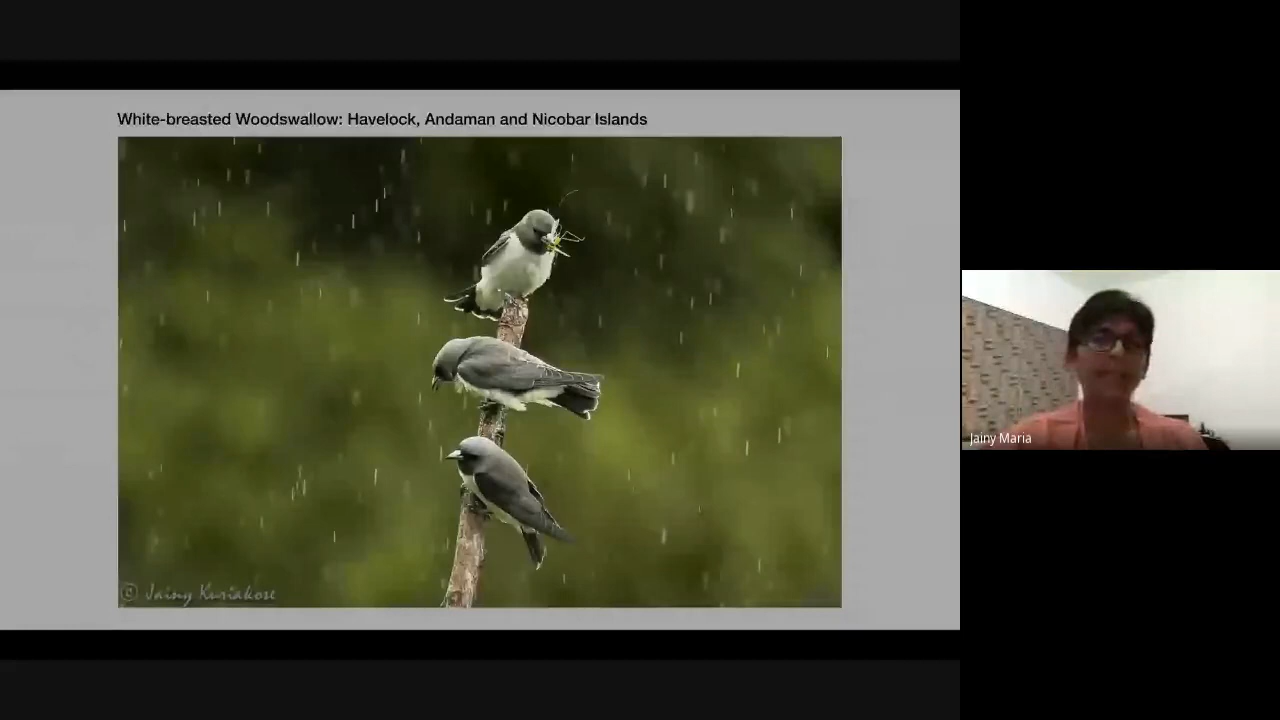 White-breasted Woodswallow: Havelock, Andaman and Nicobar Islands
© Jainy Kuriakose
Jainy Maria